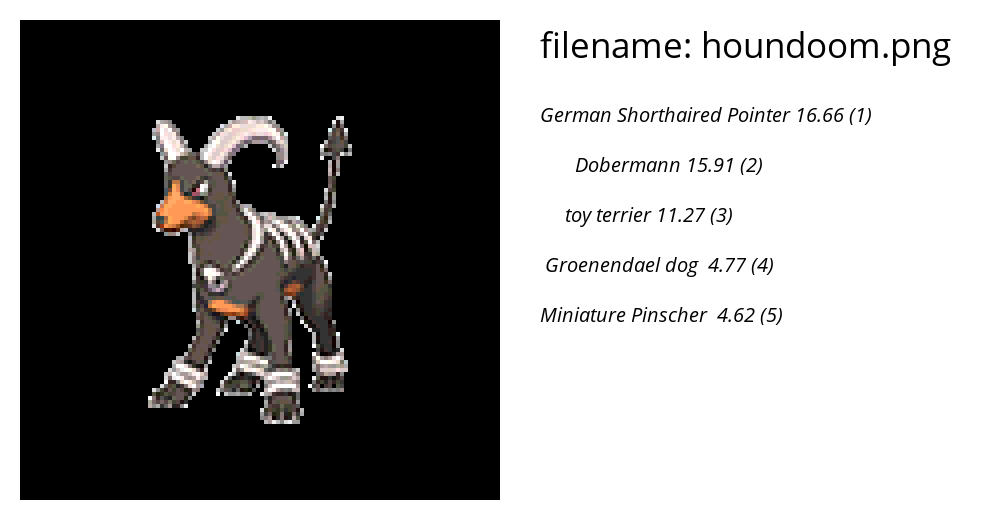 filename: houndoom.png
German Shorthaired Pointer 16.66 (1)
Dobermann 15.91 (2)
toy terrier 11.27 (3)
Groenendael dog 4.77 (4)
Miniature Pinscher 4.62 (5)